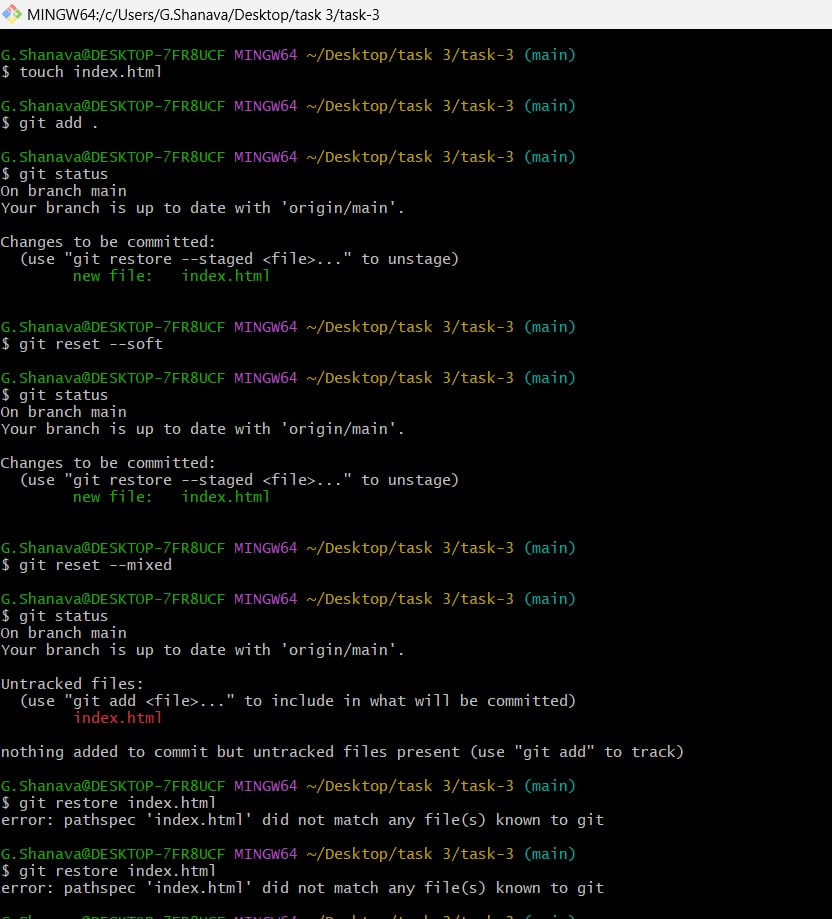 MINGW64:/c/Users/G.Shanava/Desktop/task 3/task-3
G.Shanava@DESKTOP-7FR8UCF MINGW64 ~/Desktop/task 3/task-3 (main)
$ touch index.html
G.Shanava@DESKTOP-7FR8UCF MINGW64 ~/Desktop/task 3/task-3 (main)
$ git add .
G.Shanava@DESKTOP-7FR8UCF MINGW64 ~/Desktop/task 3/task-3 (main)
$ git status
On branch main
Your branch is up to date with 'origin/main'.
Changes to be committed:
  (use "git restore --staged <file>..." to unstage)
        new file:   index.html
G.Shanava@DESKTOP-7FR8UCF MINGW64 ~/Desktop/task 3/task-3 (main)
$ git reset --soft
G.Shanava@DESKTOP-7FR8UCF MINGW64 ~/Desktop/task 3/task-3 (main)
$ git status
On branch main
Your branch is up to date with 'origin/main'.
Changes to be committed:
  (use "git restore --staged <file>..." to unstage)
        new file:   index.html
G.Shanava@DESKTOP-7FR8UCF MINGW64 ~/Desktop/task 3/task-3 (main)
$ git reset --mixed
G.Shanava@DESKTOP-7FR8UCF MINGW64 ~/Desktop/task 3/task-3 (main)
$ git status
On branch main
Your branch is up to date with 'origin/main'.
Untracked files:
  (use "git add <file>..." to include in what will be committed)
        index.html
nothing added to commit but untracked files present (use "git add" to track)
G.Shanava@DESKTOP-7FR8UCF MINGW64 ~/Desktop/task 3/task-3 (main)
$ git restore index.html
error: pathspec 'index.html' did not match any file(s) known to git
G.Shanava@DESKTOP-7FR8UCF MINGW64 ~/Desktop/task 3/task-3 (main)
$ git restore index.html
error: pathspec 'index.html' did not match any file(s) known to git